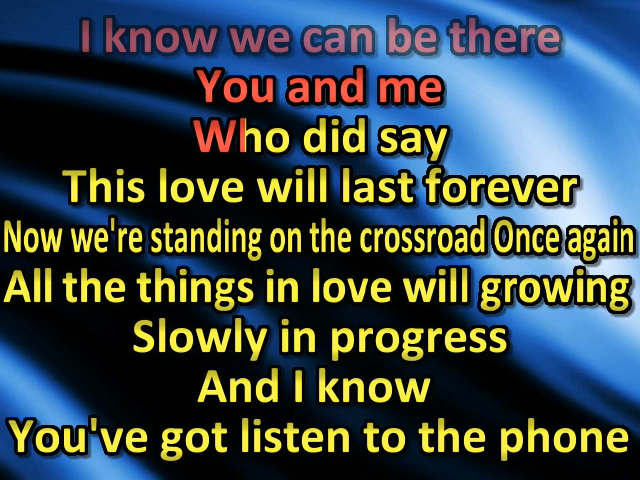 I know we can be there
You and me
Who did say
This love will last forever
Now we're standing on the crossroad Once again
All the things in love will growing
Slowly in progress
And I know
You've got listen to the phone